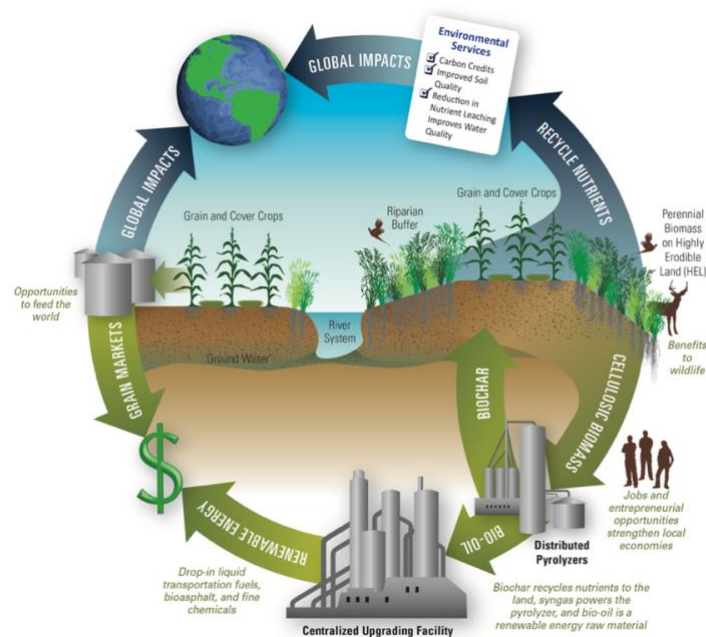 Environmental
Services
Carbon Credits
Improved Soil
Quality
Reduction in
Nutrient Leaching
Improves Water
Quality
GLOBAL IMPACTS
GLOBAL IMPACTS
RECYCLE NUTRIENTS
Grain and Cover Crops
Riparian
Buffer
Grain and Cover Crops
Perennial
Biomass
on Highly
Erodible
Land (HEL)
Opportunities
to feed the
world
River
System
Ground Water
Benefits
to
wildlife
GRAIN MARKETS
BIOCHAR
CELLULOSIC BIOMASS
$
Jobs and
entrepreneurial
opportunities
strengthen local
economies
RENEWABLE ENERGY
BIO-OIL
Distributed
Pyrolyzers
Drop-in liquid
transportation fuels,
bioasphalt, and fine
chemicals
Biochar recycles nutrients to the
land, syngas powers the
pyrolyzer, and bio-oil is a
renewable energy raw material
Centralized Upgrading Facility